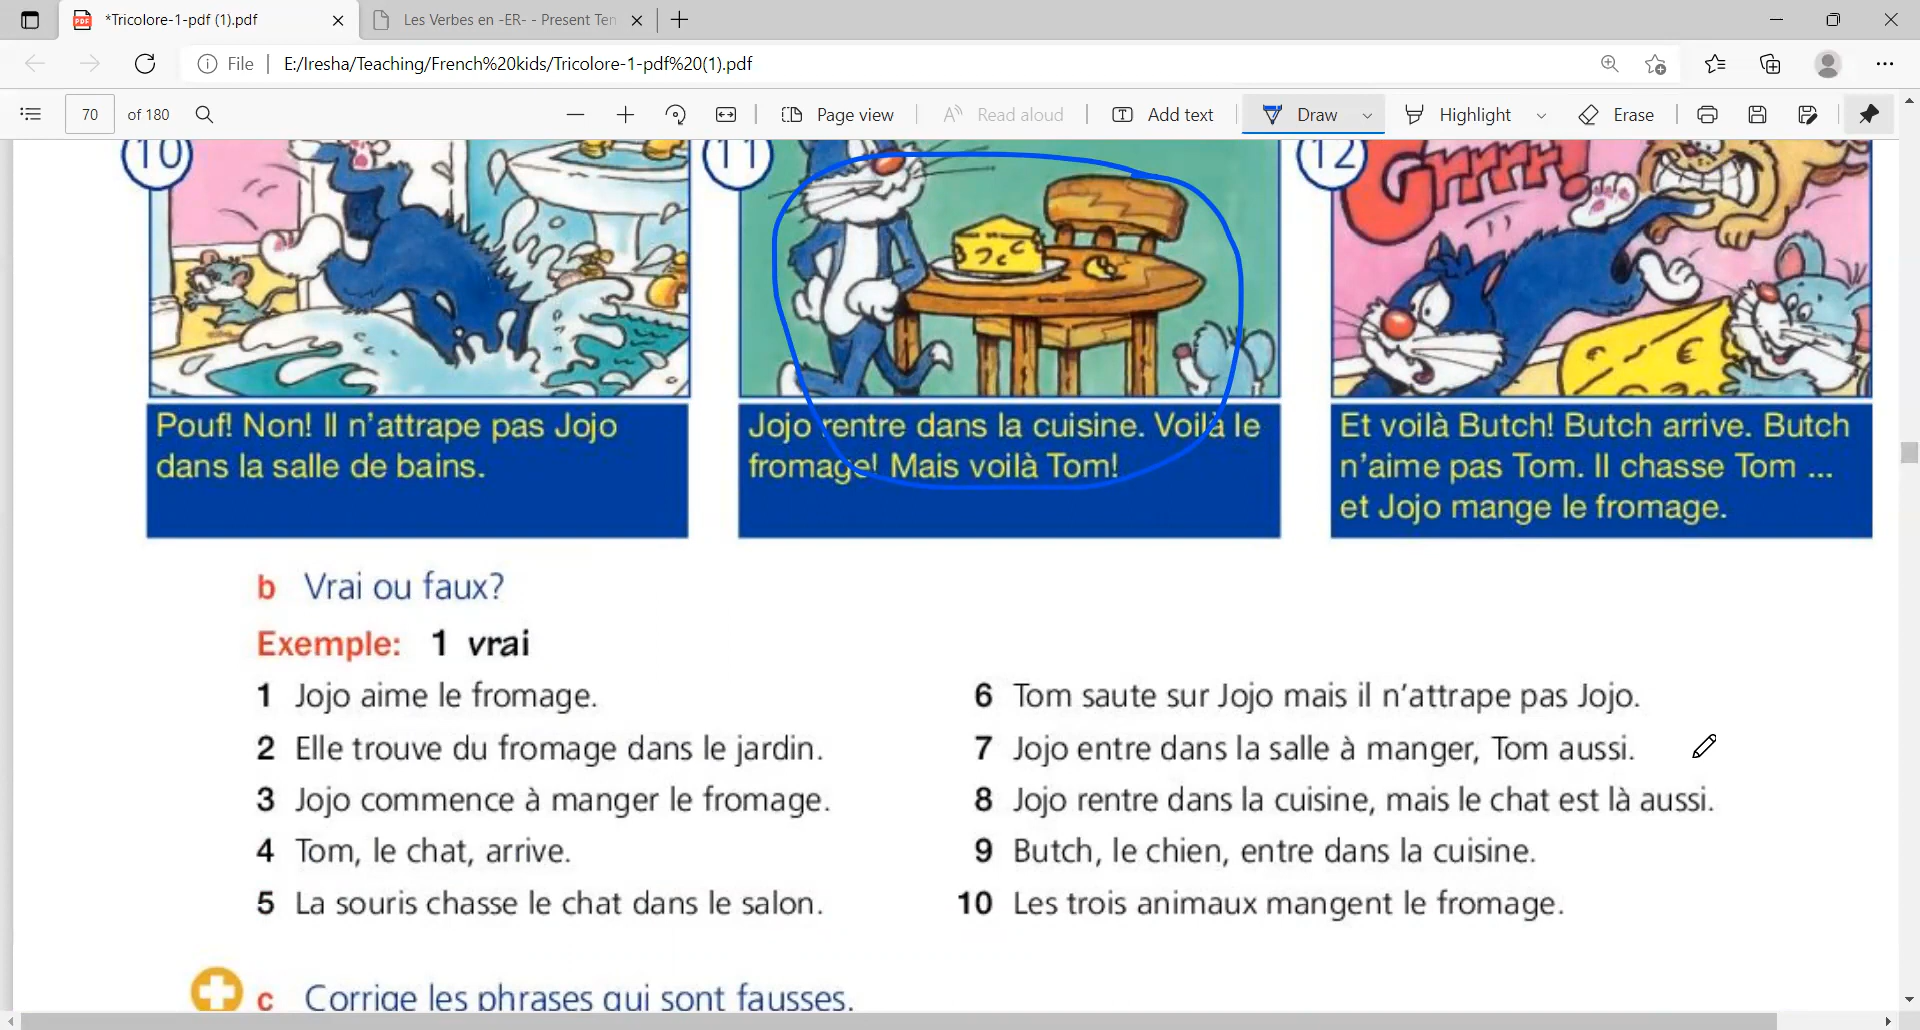 *Tricolore-1-pdf (1).pdf
Les Verbes en -ER- - Present Ten
File
E:/Iresha/Teaching/French%20kids/Tricolore-1-pdf%20(1).pdf
70 of 180
Page view
Read aloud
Add text
Draw
Highlight
Erase
10
11
12
Grrrr!
Pouf! Non! Il n'attrape pas Jojo
dans la salle de bains.
Jojo rentre dans la cuisine. Voilà le
fromage! Mais voilà Tom!
Et voilà Butch! Butch arrive. Butch
n'aime pas Tom. Il chasse Tom ...
et Jojo mange le fromage.
b Vrai ou faux?
Exemple: 1 vrai
1 Jojo aime le fromage.
2 Elle trouve du fromage dans le jardin.
3 Jojo commence à manger le fromage.
4 Tom, le chat, arrive.
5 La souris chasse le chat dans le salon.
6 Tom saute sur Jojo mais il n'attrape pas Jojo.
7 Jojo entre dans la salle à manger, Tom aussi.
8 Jojo rentre dans la cuisine, mais le chat est là aussi.
9 Butch, le chien, entre dans la cuisine.
10 Les trois animaux mangent le fromage.
c Corrige les phrases qui sont fausses.